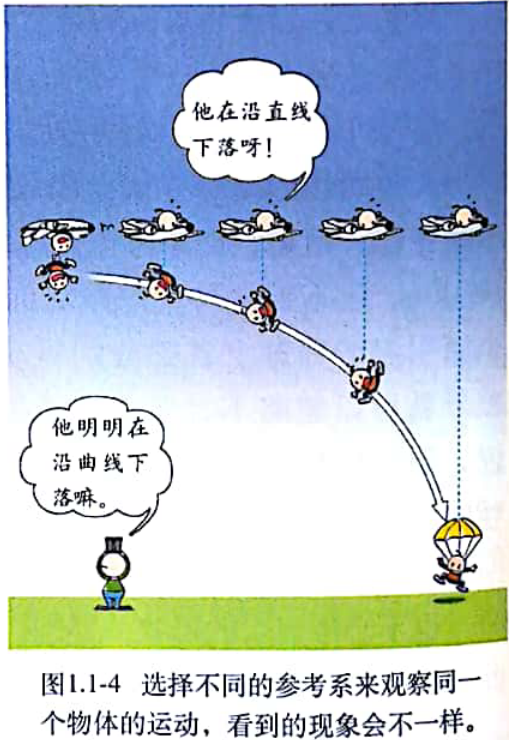 他在沿直线
下落呀！
他明明在
沿曲线下
落嘛。
图1.1-4 选择不同的参考系来观察同一
个物体的运动，看到的现象会不一样。